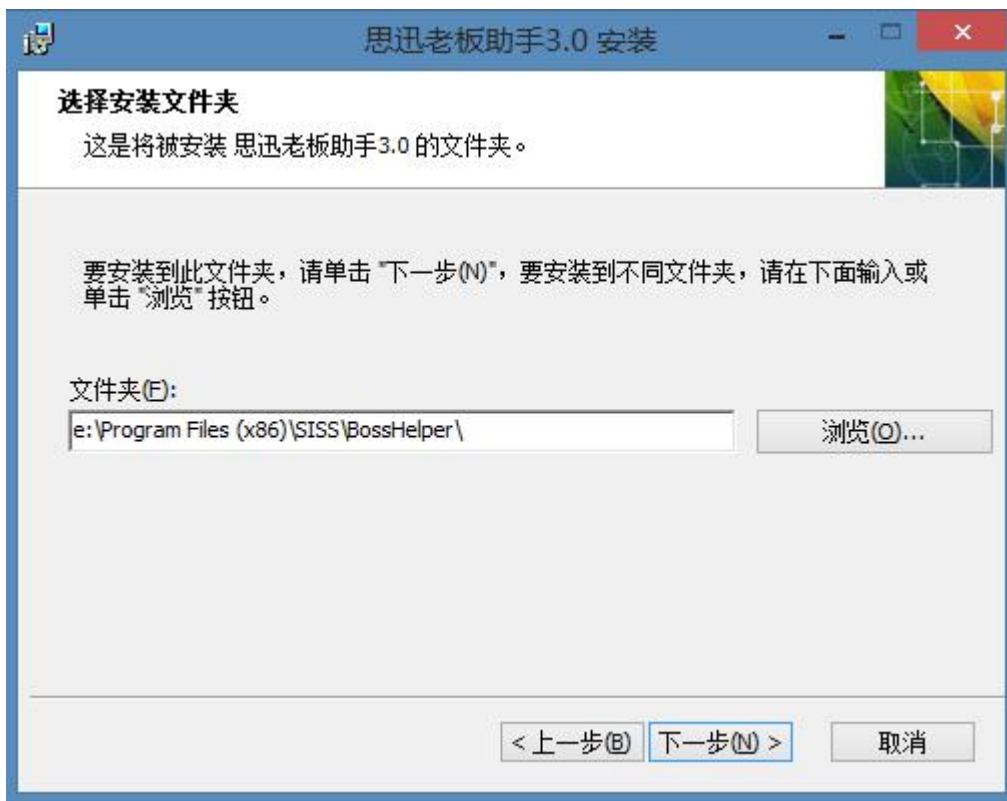 思迅老板助手3.0 安装
选择安装文件夹
这是将被安装 思迅老板助手3.0 的文件夹。
要安装到此文件夹，请单击 "下一步(N)"，要安装到不同文件夹，请在下面输入或
单击 "浏览" 按钮。
文件夹(F):
e:\Program Files (x86)\SISS\BossHelper\
浏览(O)...
< 上一步(B)
下一步(N) >
取消